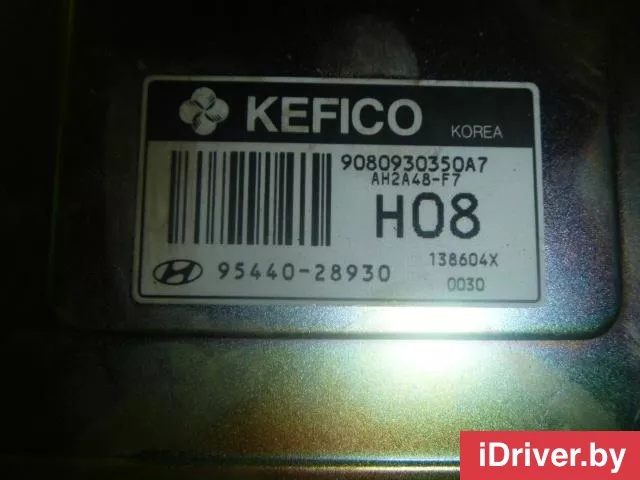 KEFICO
KOREA
9080930350A7
AH2A48-F7
H08
95440-28930
138604X
0030
iDriver.by